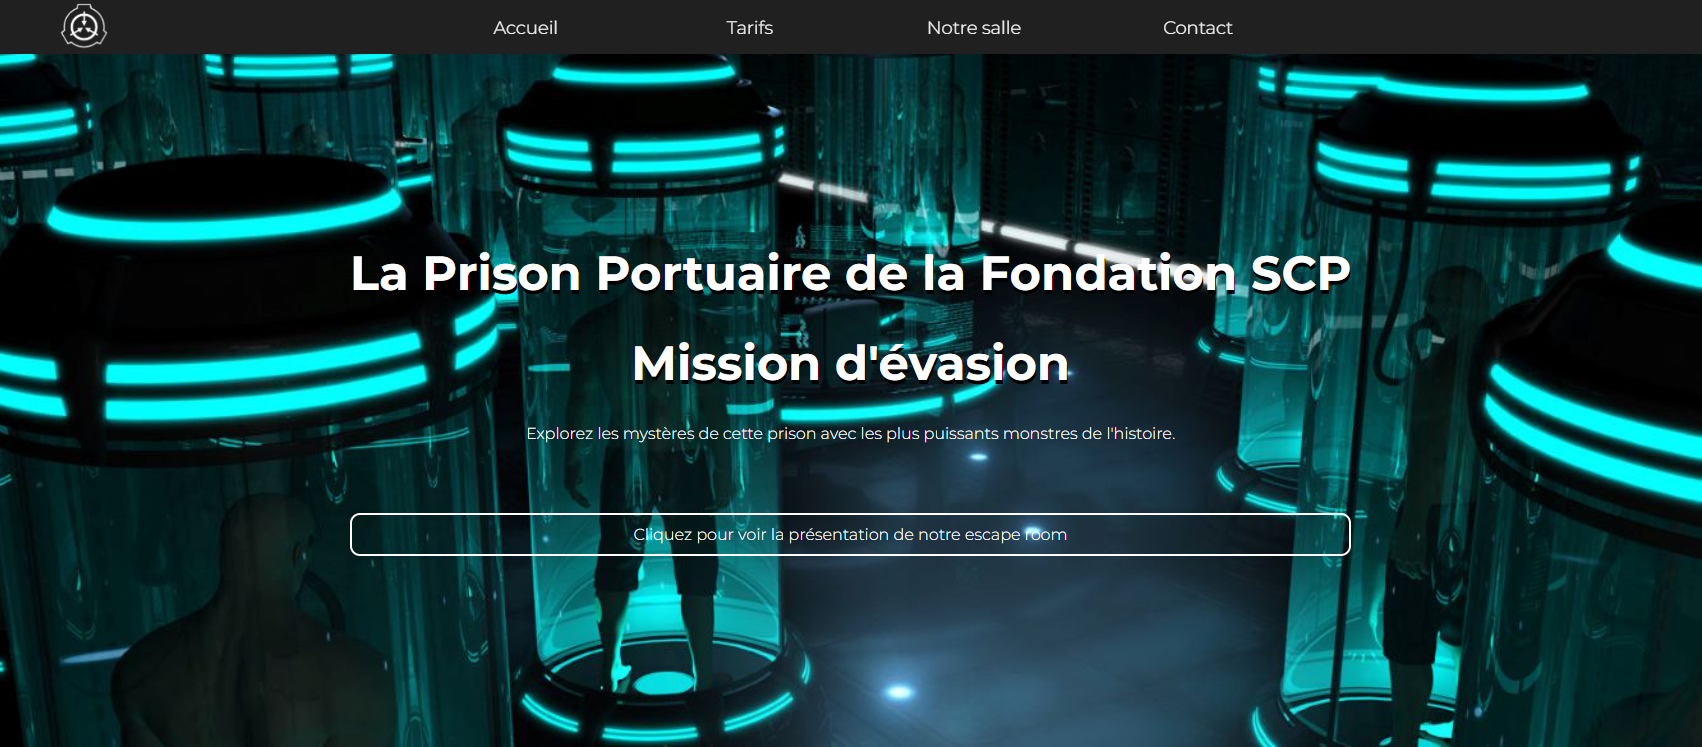 Accueil Tarifs Notre salle Contact
La Prison Portuaire de la Fondation SCP
Mission d'évasion
Explorez les mystères de cette prison avec les plus puissants monstres de l'histoire.
Cliquez pour voir la présentation de notre escape room